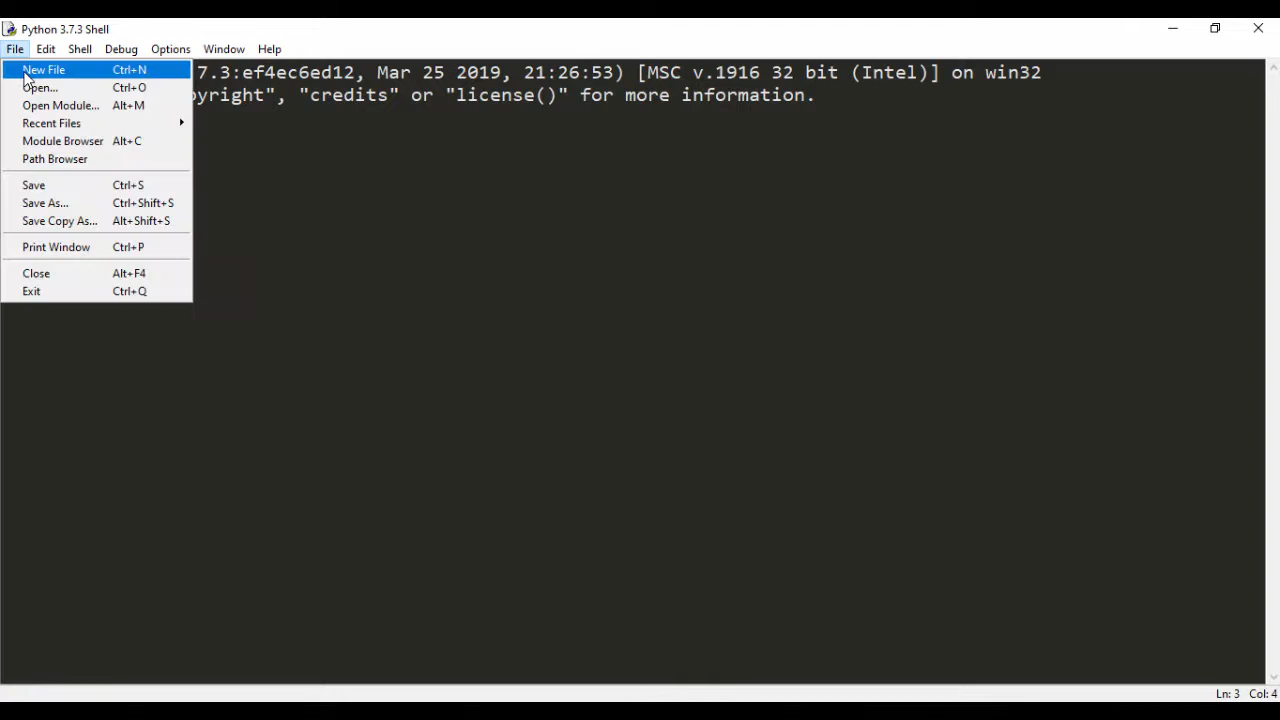 Python 3.7.3 Shell
File Edit Shell Debug Options Window Help
7.3:ef4ec6ed12, Mar 25 2019, 21:26:53) [MSC v.1916 32 bit (Intel)] on win32
yright", "credits" or "license()" for more information.
New File Ctrl+N
Open... Ctrl+O
Open Module... Alt+M
Recent Files
Module Browser Alt+C
Path Browser
Save Ctrl+S
Save As... Ctrl+Shift+S
Save Copy As... Alt+Shift+S
Print Window Ctrl+P
Close Alt+F4
Exit Ctrl+Q
Ln: 3 Col: 4